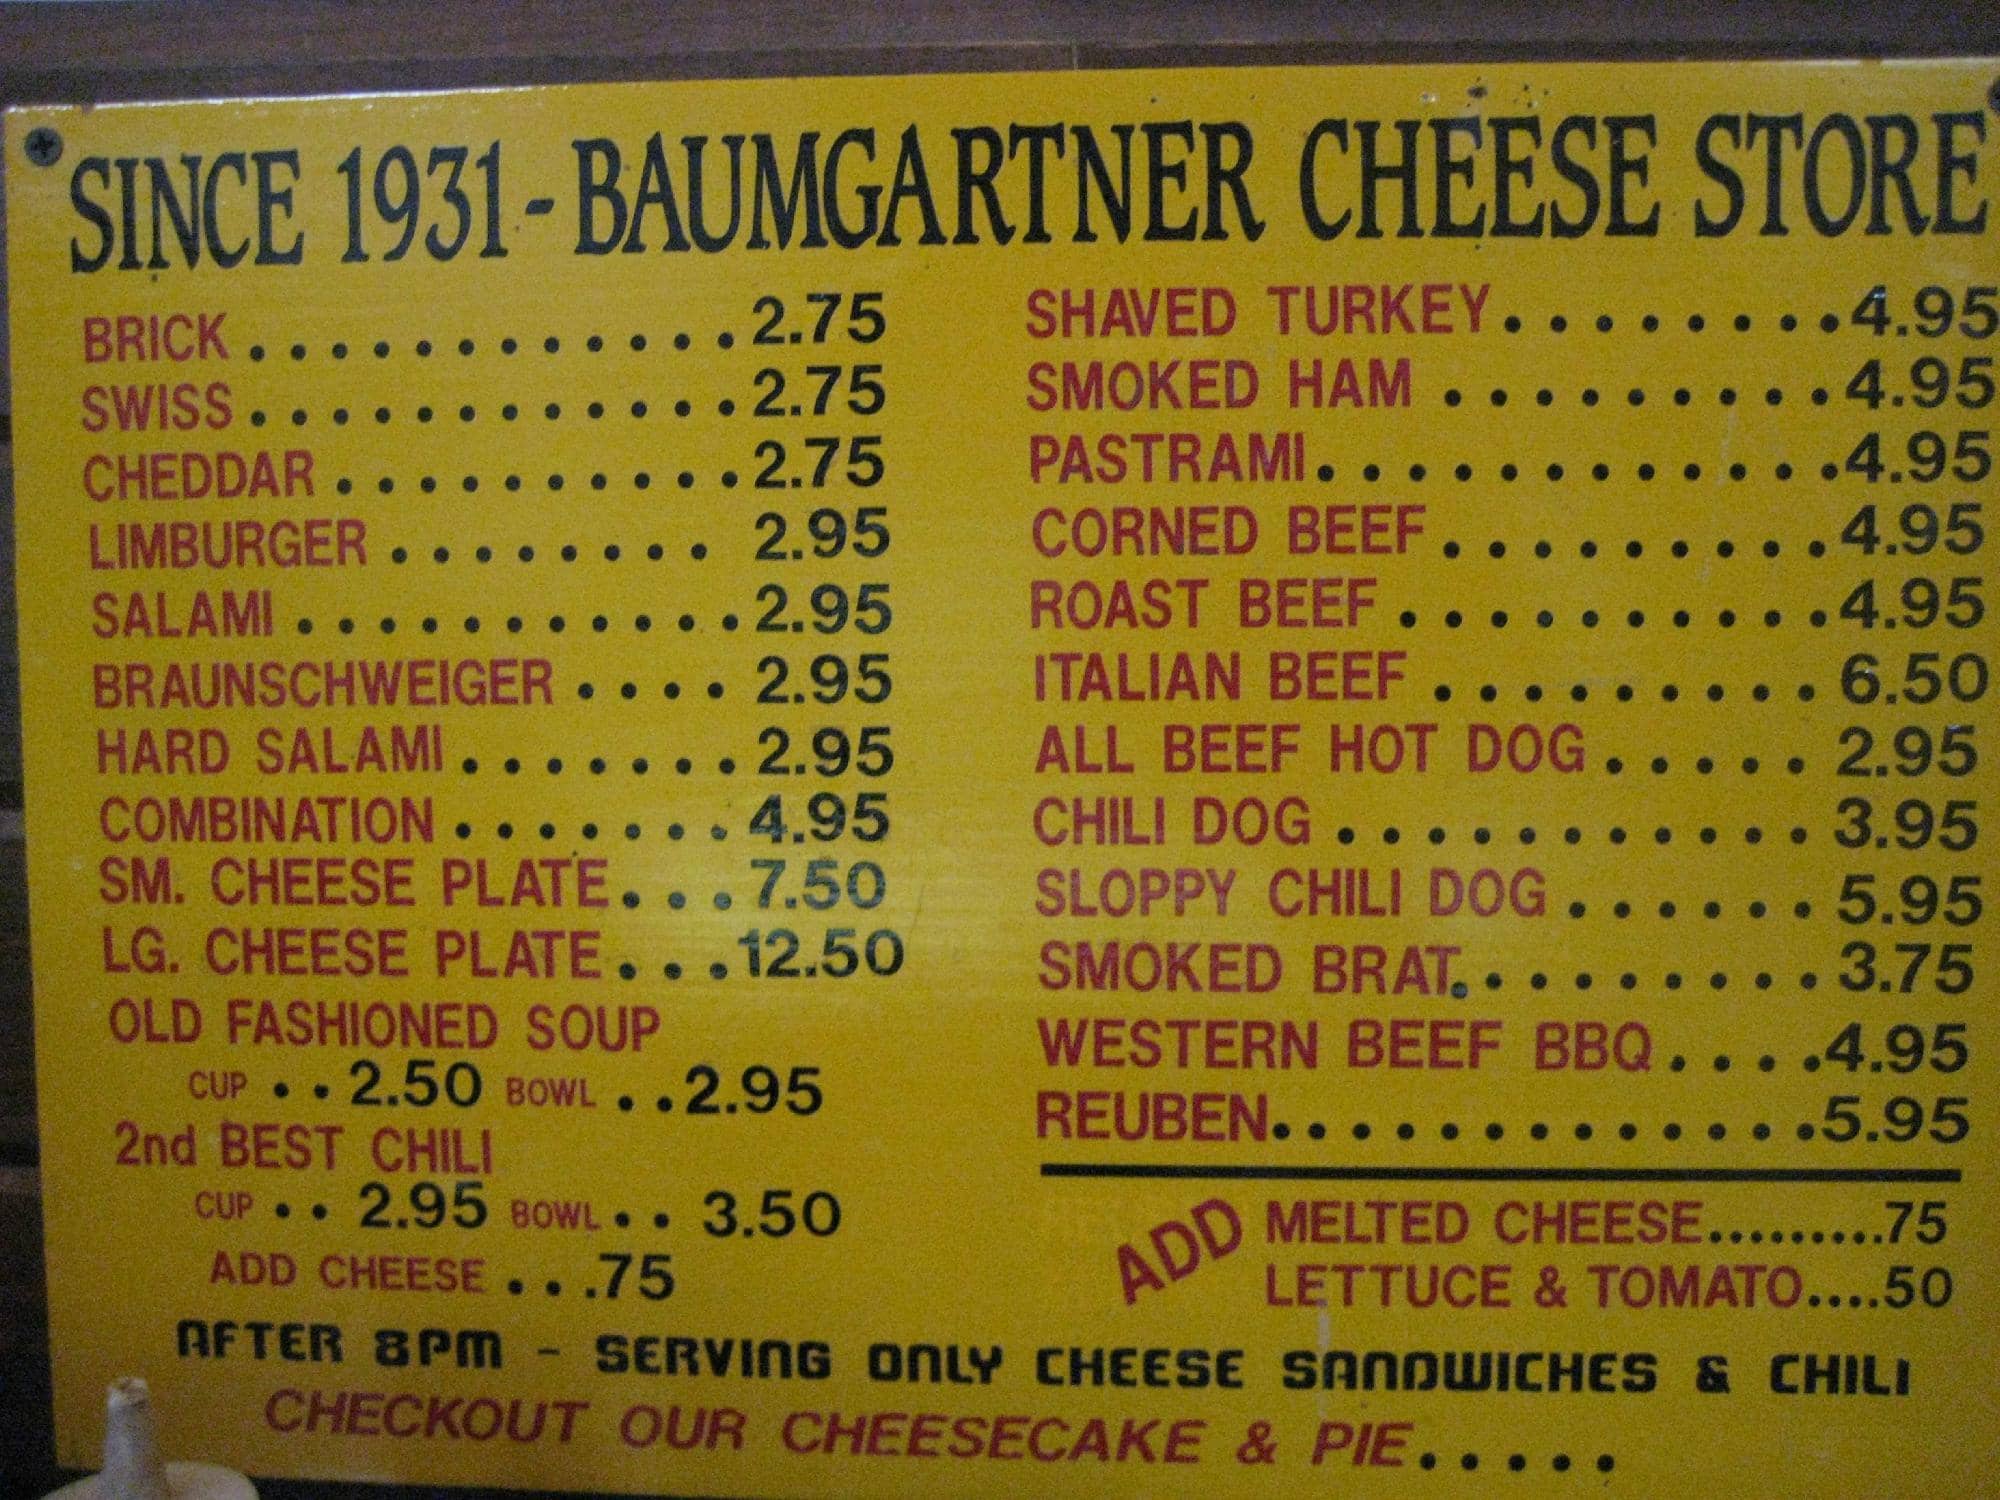 SINCE 1931 - BAUMGARTNER CHEESE STORE
BRICK . . . . . . . . . . . . 2.75
SWISS . . . . . . . . . . . . 2.75
CHEDDAR . . . . . . . . . . 2.75
LIMBURGER . . . . . . . . 2.95
SALAMI . . . . . . . . . . . 2.95
BRAUNSCHWEIGER . . . . 2.95
HARD SALAMI . . . . . . . 2.95
COMBINATION . . . . . . . 4.95
SM. CHEESE PLATE . . . 7.50
LG. CHEESE PLATE . . . 12.50
OLD FASHIONED SOUP
CUP . . 2.50 BOWL . . 2.95
2nd BEST CHILI
CUP . . 2.95 BOWL . . 3.50
ADD CHEESE . . .75
SHAVED TURKEY . . . . . . . . 4.95
SMOKED HAM . . . . . . . . . 4.95
PASTRAMI . . . . . . . . . . . . 4.95
CORNED BEEF . . . . . . . . . 4.95
ROAST BEEF . . . . . . . . . . 4.95
ITALIAN BEEF . . . . . . . . . 6.50
ALL BEEF HOT DOG . . . . . 2.95
CHILI DOG . . . . . . . . . . . 3.95
SLOPPY CHILI DOG . . . . . . 5.95
SMOKED BRAT . . . . . . . . . 3.75
WESTERN BEEF BBQ . . . . 4.95
REUBEN . . . . . . . . . . . . . 5.95
ADD MELTED CHEESE.........75
LETTUCE & TOMATO....50
AFTER 8PM - SERVING ONLY CHEESE SANDWICHES & CHILI
CHECKOUT OUR CHEESECAKE & PIE . . . . .